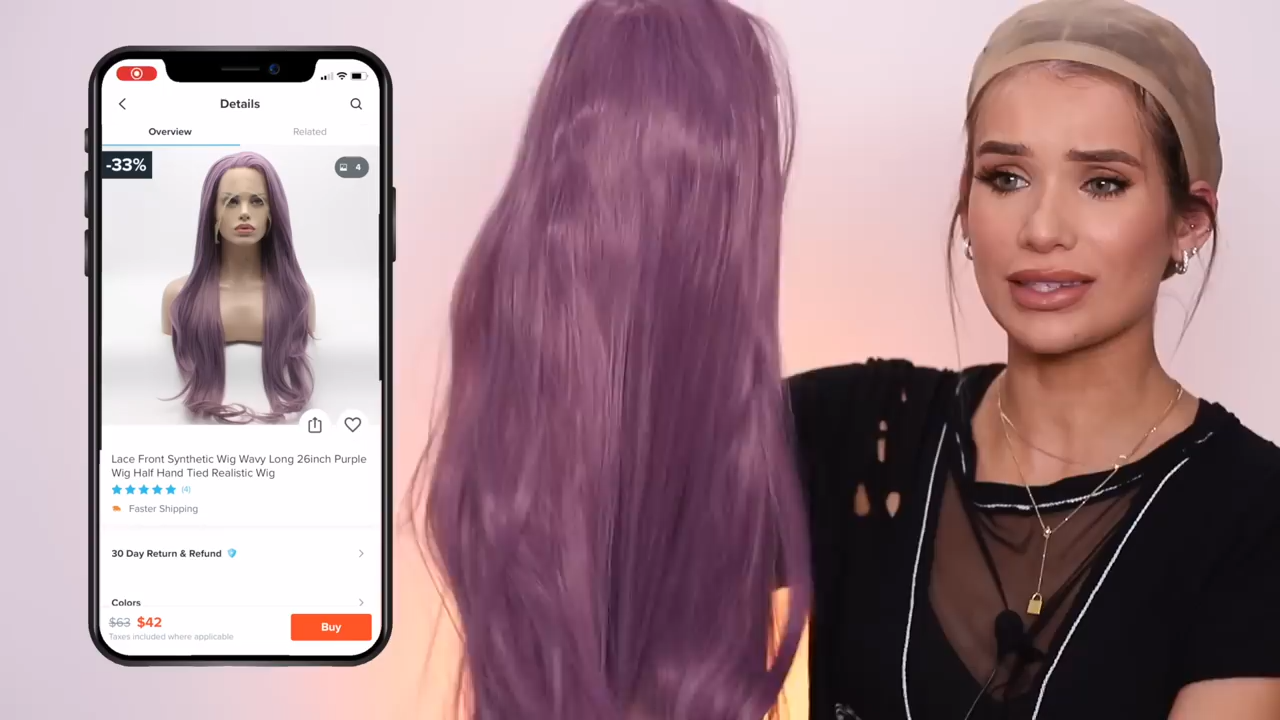 Details
Overview
Related
-33%
4
Lace Front Synthetic Wig Wavy Long 26inch Purple
Wig Half Hand Tied Realistic Wig
(4)
Faster Shipping
30 Day Return & Refund
Colors
$63 $42
Taxes included where applicable
Buy